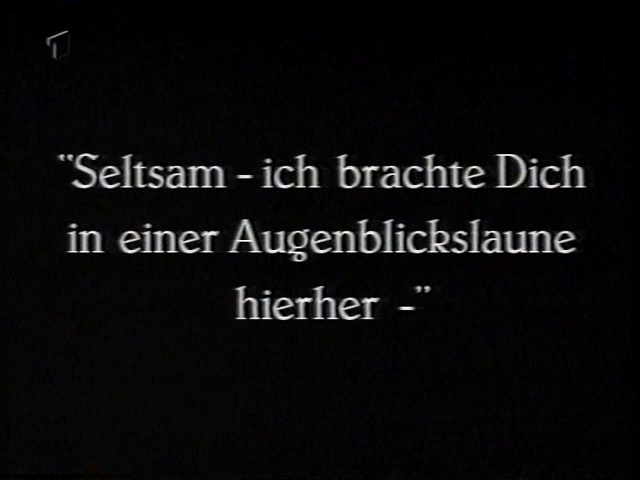 "Seltsam - ich brachte Dich
in einer Augenblickslaune
hierher -"